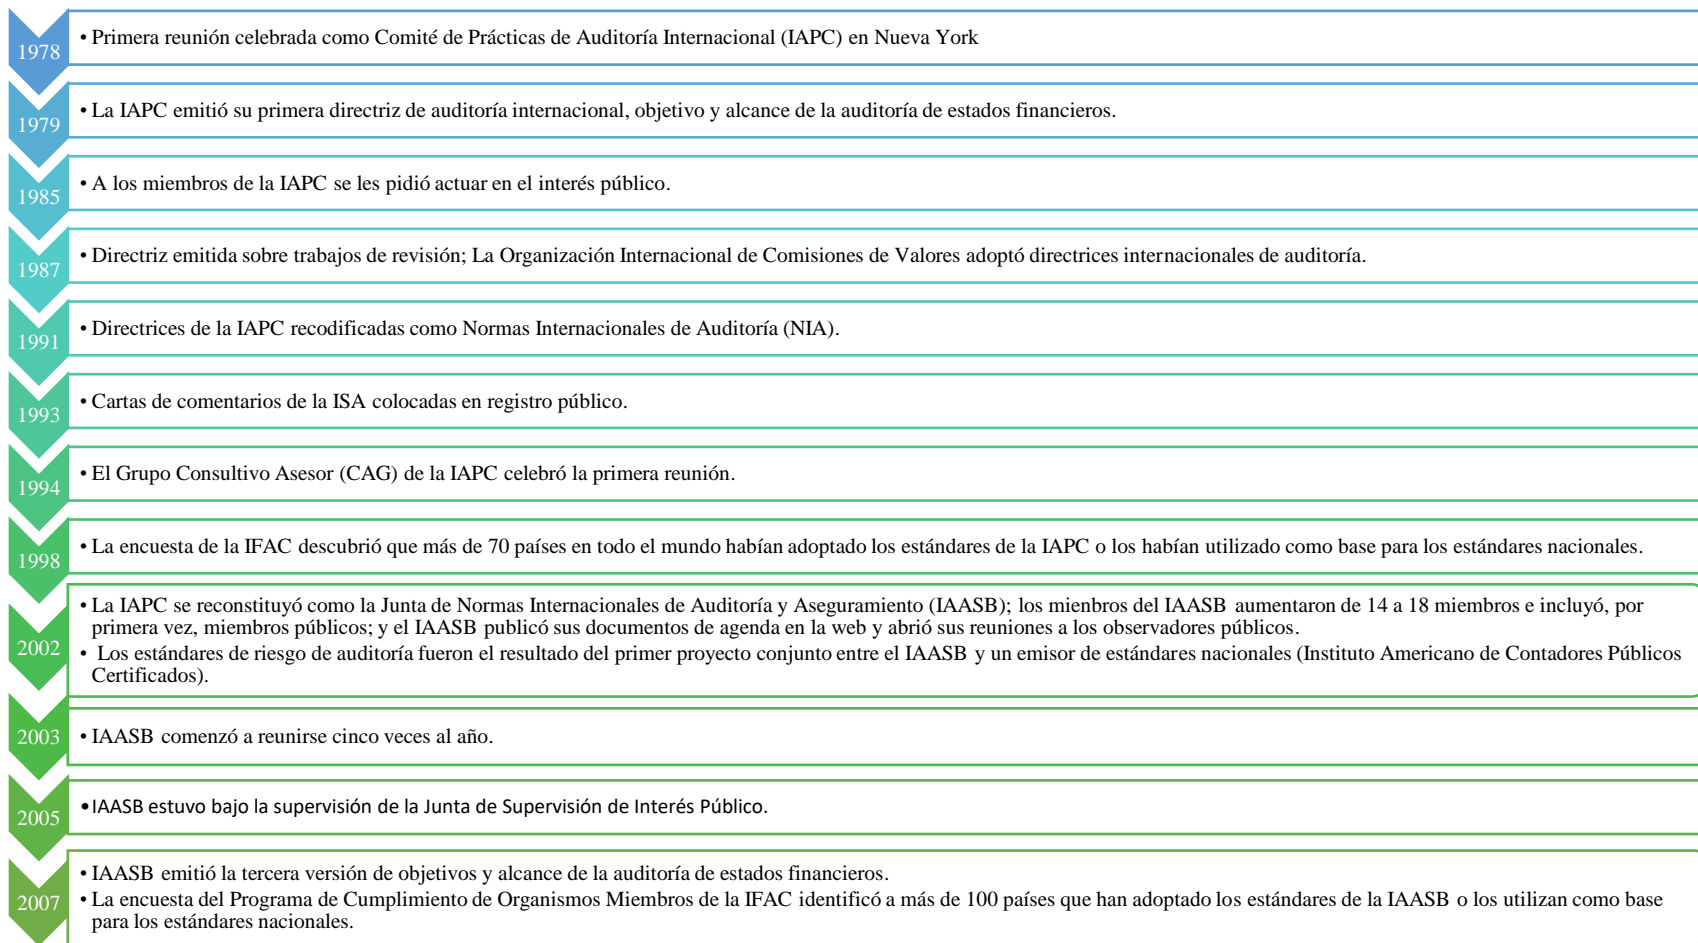 1978
• Primera reunión celebrada como Comité de Prácticas de Auditoría Internacional (IAPC) en Nueva York
1979
• La IAPC emitió su primera directriz de auditoría internacional, objetivo y alcance de la auditoría de estados financieros.
1985
• A los miembros de la IAPC se les pidió actuar en el interés público.
1987
• Directriz emitida sobre trabajos de revisión; La Organización Internacional de Comisiones de Valores adoptó directrices internacionales de auditoría.
1991
• Directrices de la IAPC recodificadas como Normas Internacionales de Auditoría (NIA).
1993
• Cartas de comentarios de la ISA colocadas en registro público.
1994
• El Grupo Consultivo Asesor (CAG) de la IAPC celebró la primera reunión.
1998
• La encuesta de la IFAC descubrió que más de 70 países en todo el mundo habían adoptado los estándares de la IAPC o los habían utilizado como base para los estándares nacionales.
2002
• La IAPC se reconstituyó como la Junta de Normas Internacionales de Auditoría y Aseguramiento (IAASB); los mienbros del IAASB aumentaron de 14 a 18 miembros e incluyó, por
primera vez, miembros públicos; y el IAASB publicó sus documentos de agenda en la web y abrió sus reuniones a los observadores públicos.
• Los estándares de riesgo de auditoría fueron el resultado del primer proyecto conjunto entre el IAASB y un emisor de estándares nacionales (Instituto Americano de Contadores Públicos
Certificados).
2003
• IAASB comenzó a reunirse cinco veces al año.
2005
• IAASB estuvo bajo la supervisión de la Junta de Supervisión de Interés Público.
2007
• IAASB emitió la tercera versión de objetivos y alcance de la auditoría de estados financieros.
• La encuesta del Programa de Cumplimiento de Organismos Miembros de la IFAC identificó a más de 100 países que han adoptado los estándares de la IAASB o los utilizan como base
para los estándares nacionales.